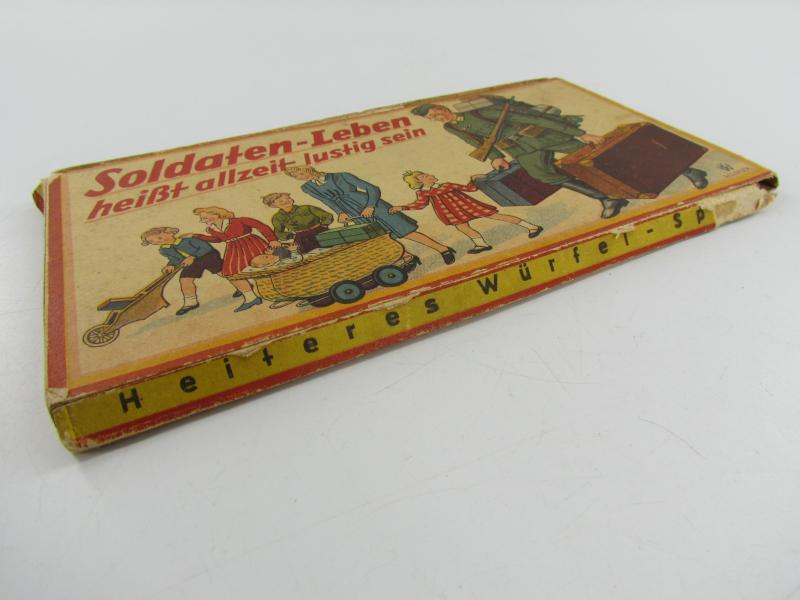 Soldaten-Leben
heißt allzeit lustig sein
Heiteres Würfel-Sp